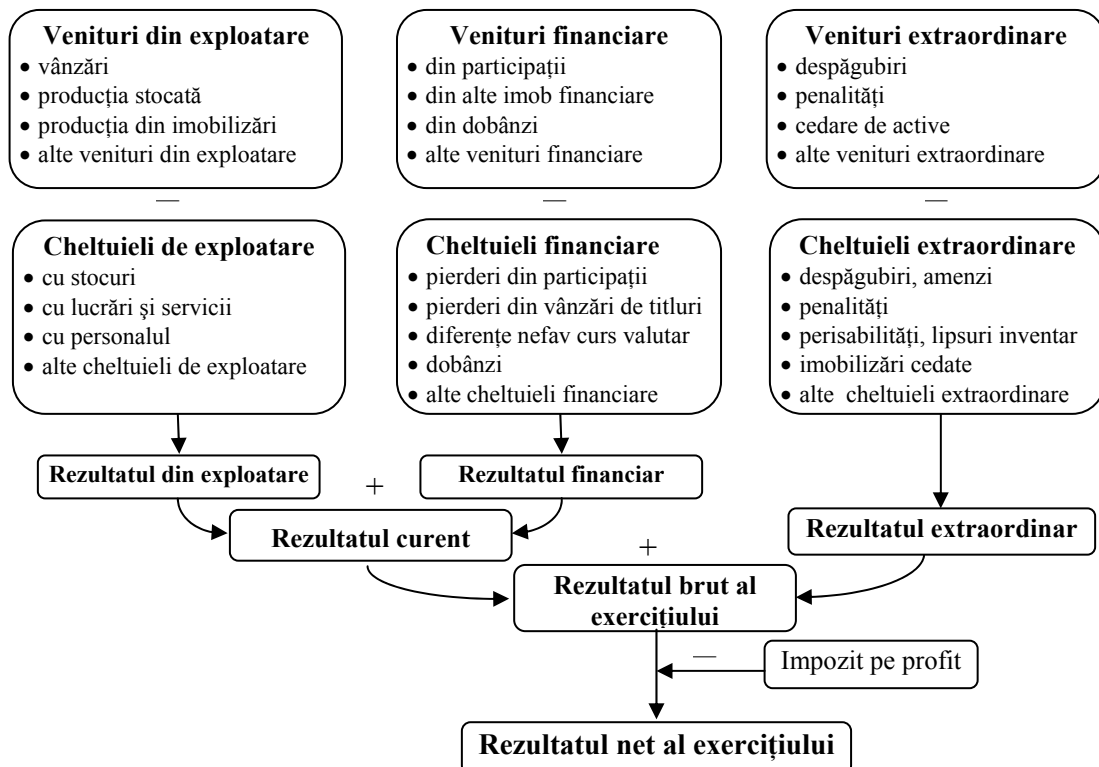 Venituri din exploatare
• vânzări
• producția stocată
• producția din imobilizări
• alte venituri din exploatare
Venituri financiare
• din participații
• din alte imob financiare
• din dobânzi
• alte venituri financiare
Venituri extraordinare
• despăgubiri
• penalități
• cedare de active
• alte venituri extraordinare
—
—
—
Cheltuieli de exploatare
• cu stocuri
• cu lucrări şi servicii
• cu personalul
• alte cheltuieli de exploatare
Cheltuieli financiare
• pierderi din participații
• pierderi din vânzări de titluri
• diferențe nefav curs valutar
• dobânzi
• alte cheltuieli financiare
Cheltuieli extraordinare
• despăgubiri, amenzi
• penalități
• perisabilități, lipsuri inventar
• imobilizări cedate
• alte cheltuieli extraordinare
Rezultatul din exploatare
+
Rezultatul financiar
Rezultatul curent
+
Rezultatul extraordinar
Rezultatul brut al
exercițiului
—
Impozit pe profit
Rezultatul net al exercițiului